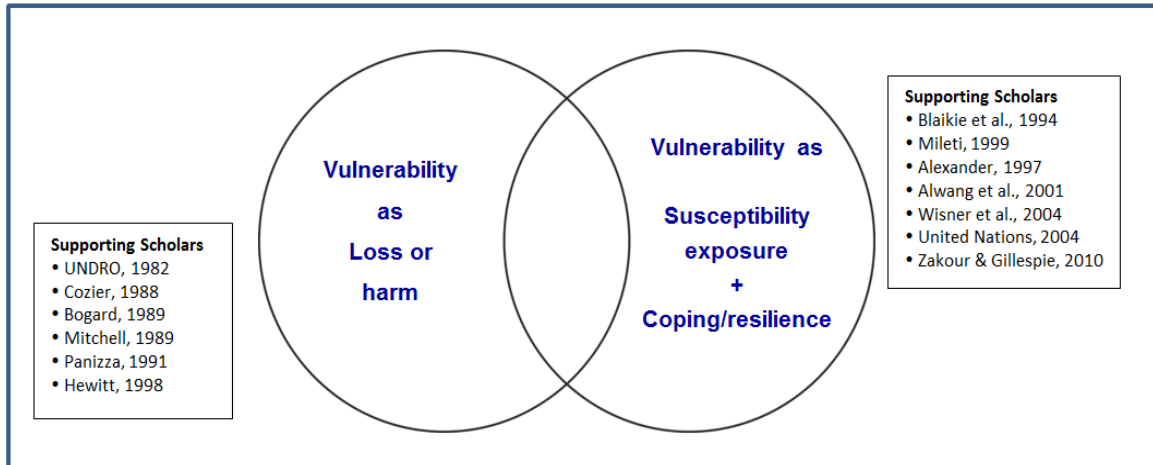 Vulnerability
as
Loss or
harm
Vulnerability as
Susceptibility
exposure
+
Coping/resilience
Supporting Scholars
• UNDRO, 1982
• Cozier, 1988
• Bogard, 1989
• Mitchell, 1989
• Panizza, 1991
• Hewitt, 1998
Supporting Scholars
• Blaikie et al., 1994
• Mileti, 1999
• Alexander, 1997
• Alwang et al., 2001
• Wisner et al., 2004
• United Nations, 2004
• Zakour & Gillespie, 2010